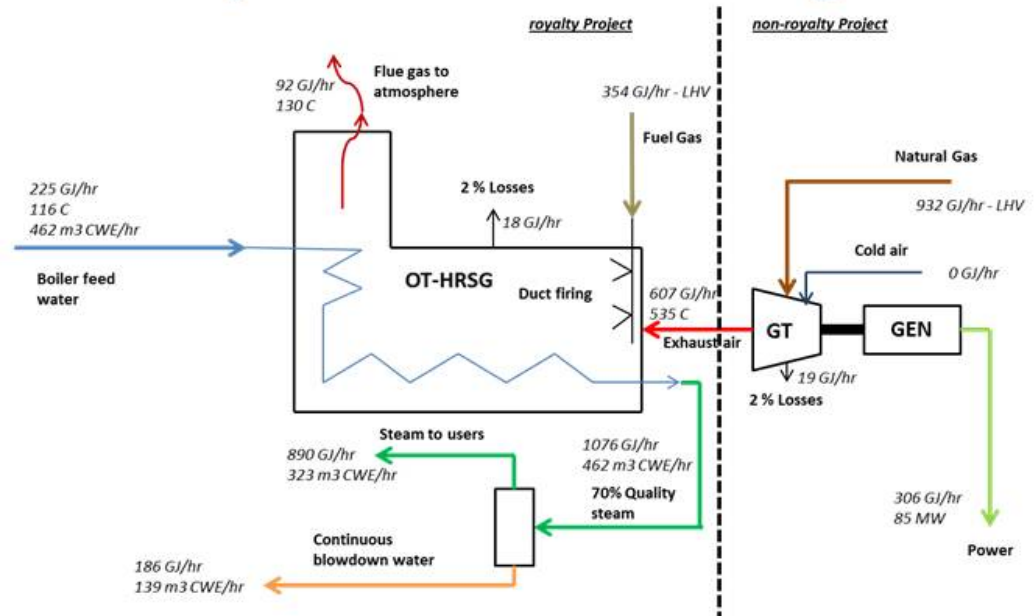 royalty Project
non-royalty Project
92 GJ/hr
130 C
Flue gas to
atmosphere
354 GJ/hr - LHV
Fuel Gas
Natural Gas
932 GJ/hr - LHV
225 GJ/hr
116 C
462 m3 CWE/hr
Boiler feed
water
2 % Losses
18 GJ/hr
Cold air
0 GJ/hr
OT-HRSG
Duct firing
607 GJ/hr
535 C
Exhaust air
GT
GEN
19 GJ/hr
2 % Losses
Steam to users
890 GJ/hr
323 m3 CWE/hr
1076 GJ/hr
462 m3 CWE/hr
70% Quality
steam
306 GJ/hr
85 MW
Power
Continuous
blowdown water
186 GJ/hr
139 m3 CWE/hr